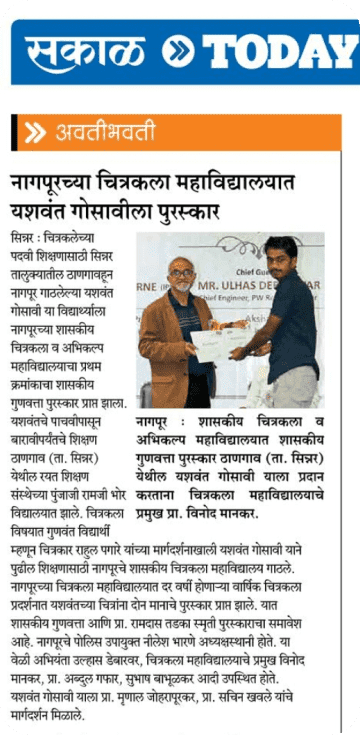 सकाळ » TODAY
» अवतीभवती
नागपूरच्या चित्रकला महाविद्यालयात
यशवंत गोसावीला पुरस्कार
सिन्नर : चित्रकलेच्या
पदवी शिक्षणासाठी सिन्नर
तालुक्यातील ठाणगावहून
नागपूर गाठलेल्या यशवंत
गोसावी या विद्यार्थ्याला
नागपूरच्या शासकीय
चित्रकला व अभिकल्प
महाविद्यालयाचा प्रथम
क्रमांकाचा शासकीय
गुणवत्ता पुरस्कार प्राप्त झाला.
यशवंतचे पाचवीपासून
बारावीपर्यंतचे शिक्षण
ठाणगाव (ता. सिन्नर)
येथील रयत शिक्षण
संस्थेच्या पुंजाजी रामजी भोर
विद्यालयात झाले. चित्रकला
विषयात गुणवंत विद्यार्थी
Chief Gue
RNE
MR. ULHAS DE
Chief Engineer, PW R
Aksha
नागपूर : शासकीय चित्रकला व
अभिकल्प महाविद्यालयात शासकीय
गुणवत्ता पुरस्कार ठाणगाव (ता. सिन्नर)
येथील यशवंत गोसावी याला प्रदान
करताना चित्रकला महाविद्यालयाचे
प्रमुख प्रा. विनोद मानकर.
म्हणून चित्रकार राहुल पगारे यांच्या मार्गदर्शनाखाली यशवंत गोसावी याने
पुढील शिक्षणासाठी नागपूरचे शासकीय चित्रकला महाविद्यालय गाठले.
नागपूरच्या चित्रकला महाविद्यालयात दर वर्षी होणाऱ्या वार्षिक चित्रकला
प्रदर्शनात यशवंतच्या चित्रांना दोन मानाचे पुरस्कार प्राप्त झाले. यात
शासकीय गुणवत्ता आणि प्रा. रामदास तडका स्मृती पुरस्काराचा समावेश
आहे. नागपूरचे पोलिस उपायुक्त नीलेश भारणे अध्यक्षस्थानी होते. या
वेळी अभियंता उल्हास डेबारवर, चित्रकला महाविद्यालयाचे प्रमुख विनोद
मानकर, प्रा. अब्दुल गफार, सुभाष बाभूळकर आदी उपस्थित होते.
यशवंत गोसावी याला प्रा. मृणाल जोहरापूरकर, प्रा. सचिन खवले यांचे
मार्गदर्शन मिळाले.